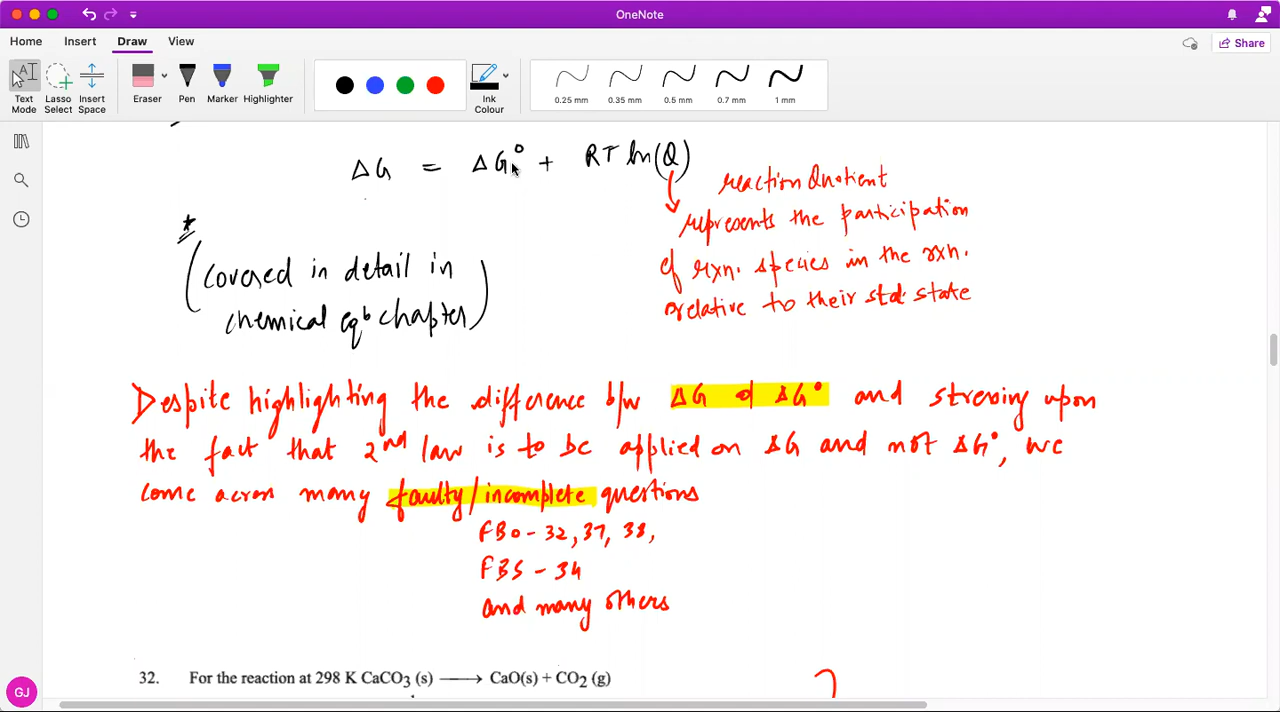 OneNote
Home Insert Draw View
Share
Text Mode
Lasso Select
Insert Space
Eraser
Pen
Marker
Highlighter
Ink Colour
0.25 mm
0.35 mm
0.5 mm
0.7 mm
1 mm
ΔG = ΔG° + RT ln(Q)
reaction Quotient
represents the participation
of rxn. species in the rxn.
relative to their std. state
*
(covered in detail in
chemical eqb chapter)
Despite highlighting the difference b/w ΔG & ΔG° and stressing upon
the fact that 2nd law is to be applied on ΔG and not ΔG°, we
come across many faulty/incomplete questions
FBO - 32, 37, 38,
FBS - 34
and many others
32. For the reaction at 298 K CaCO₃ (s) ⟶ CaO(s) + CO₂ (g)
GJ